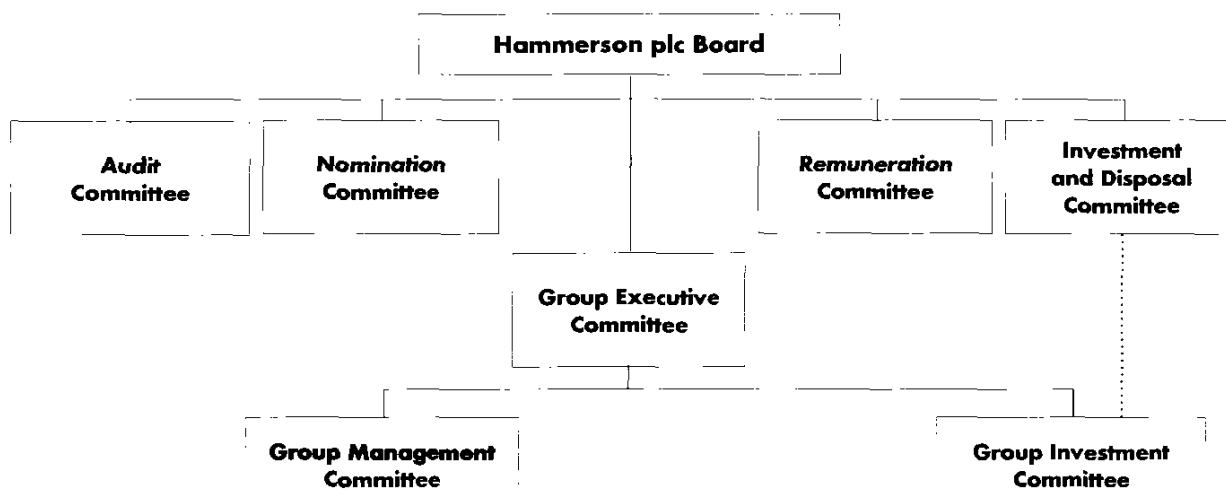 Hammerson plc Board
Audit
Committee
Nomination
Committee
Remuneration
Committee
Investment
and Disposal
Committee
Group Executive
Committee
Group Management
Committee
Group Investment
Committee